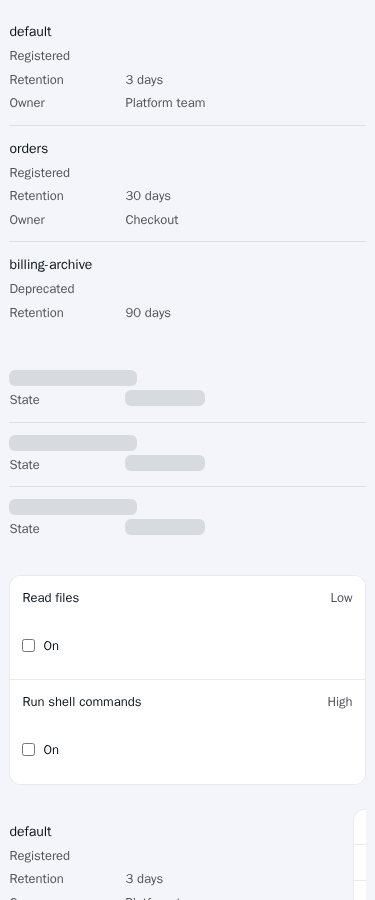 default
Registered
Retention 3 days
Owner Platform team
orders
Registered
Retention 30 days
Owner Checkout
billing-archive
Deprecated
Retention 90 days
State
State
State
Read files Low
On
Run shell commands High
On
default
Registered
Retention 3 days